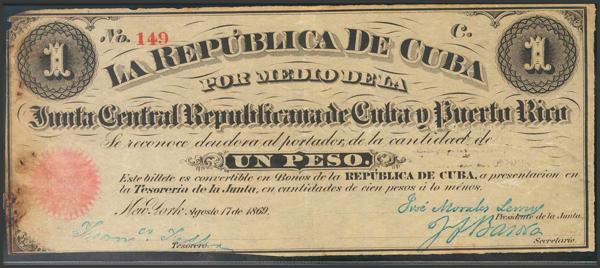 1 No. 149 C. 1
LA REPÚBLICA DE CUBA
POR MEDIO DE LA
Junta Central Republicana de Cuba y Puerto Rico
Se reconoce deudora al portador, de la cantidad de
UN PESO.
Este billete es convertible en Bonos de la REPÚBLICA DE CUBA, a presentacion en
la Tesoreria de la Junta, en cantidades de cien pesos á lo menos.
New York Agosto 17 de 1869.
José Morales Lemus
Presidente de la Junta.
Tesorero
Secretario.